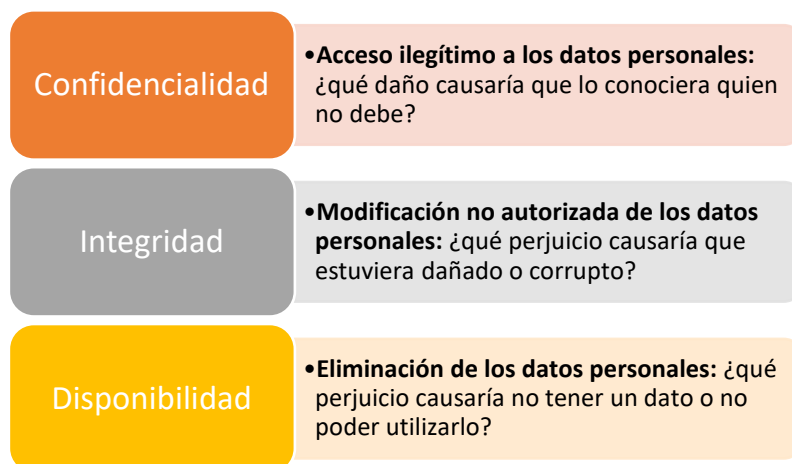 Confidencialidad
•Acceso ilegítimo a los datos personales:
¿qué daño causaría que lo conociera quien
no debe?
Integridad
•Modificación no autorizada de los datos
personales: ¿qué perjuicio causaría que
estuviera dañado o corrupto?
Disponibilidad
•Eliminación de los datos personales: ¿qué
perjuicio causaría no tener un dato o no
poder utilizarlo?